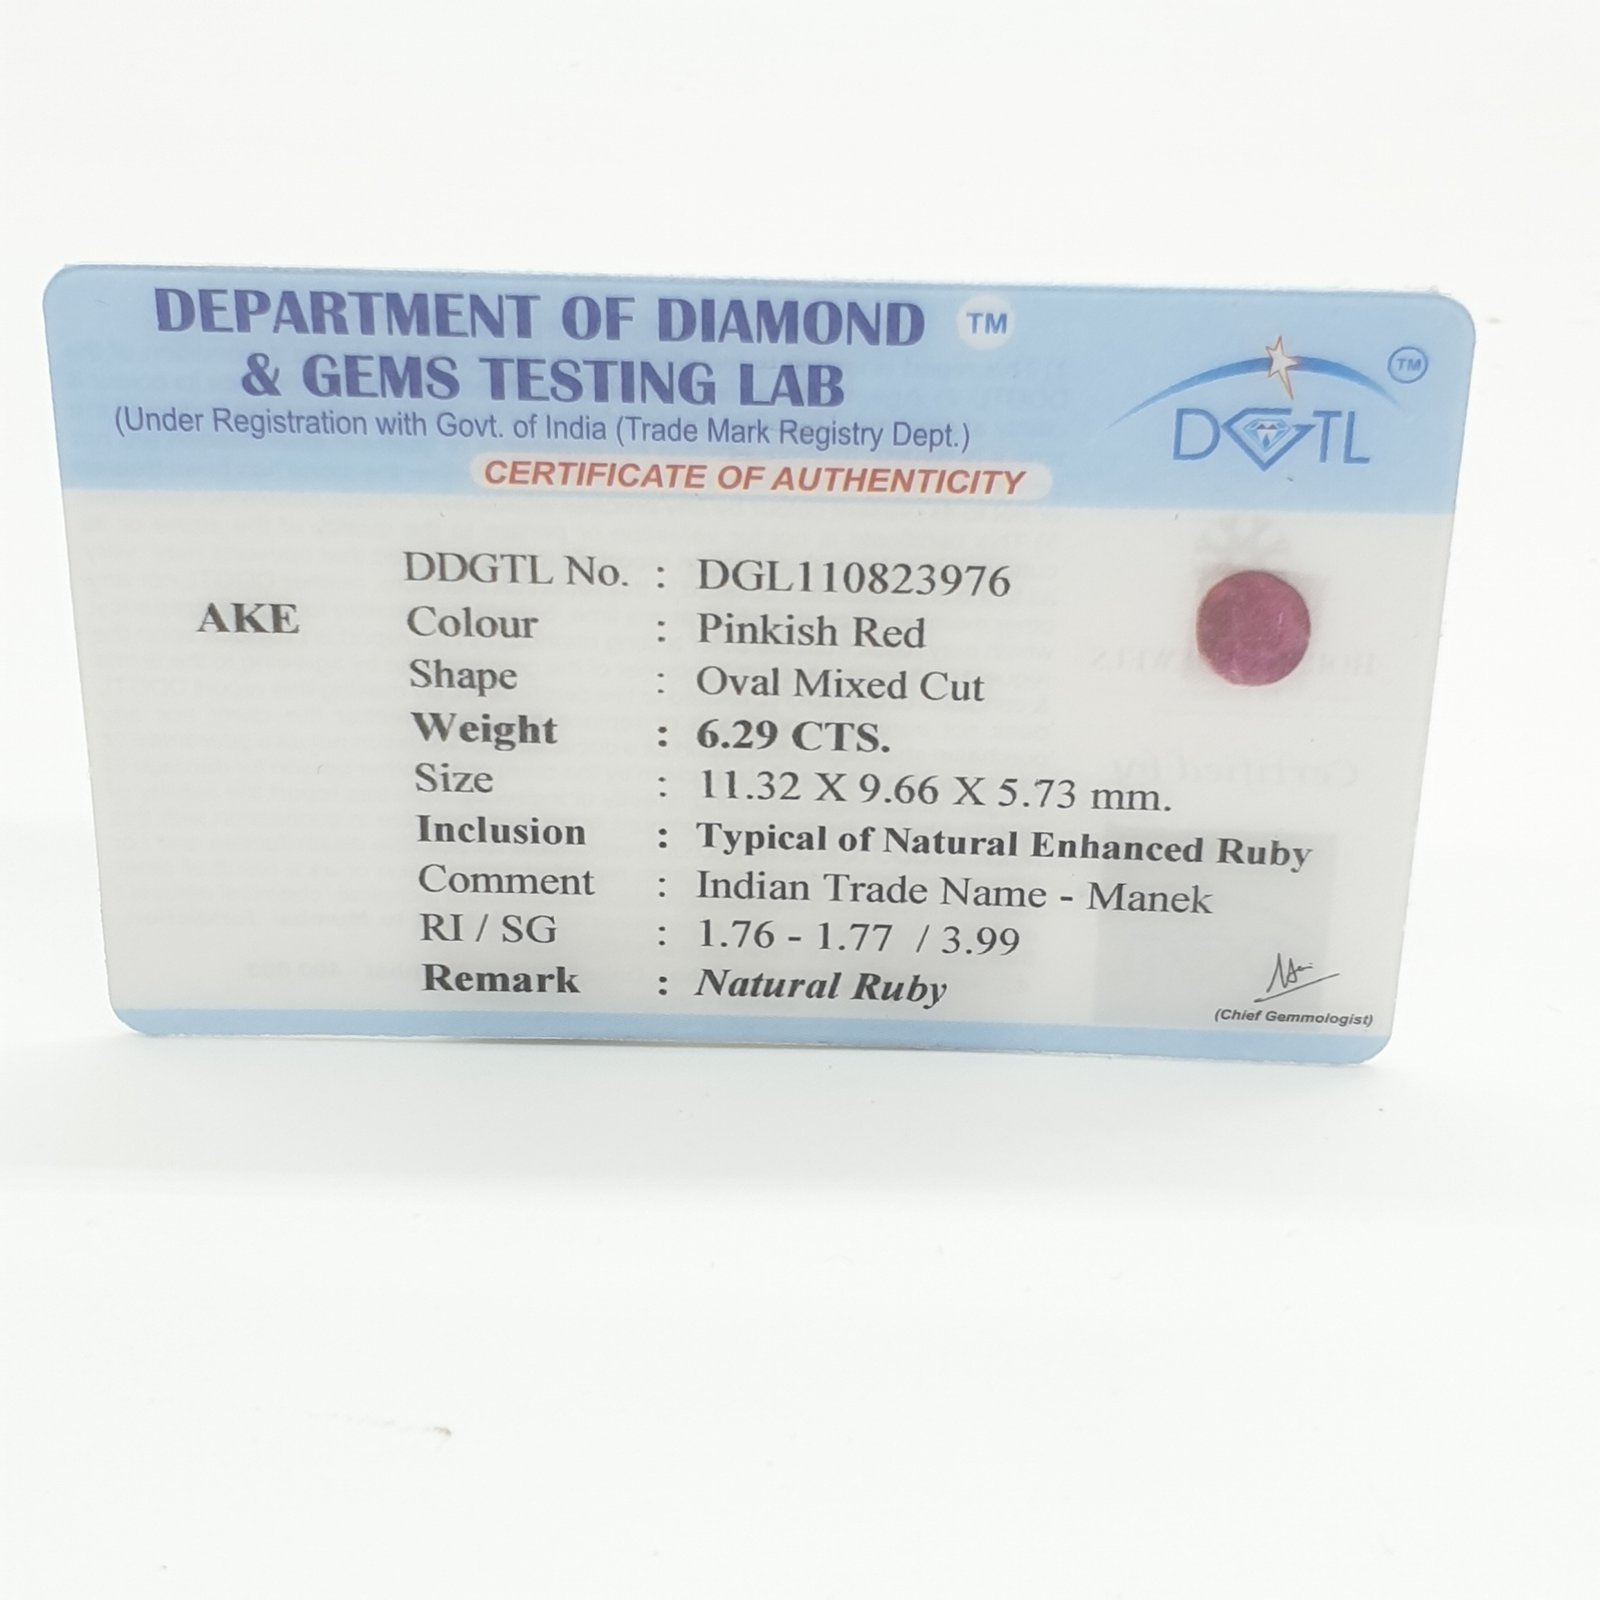 DEPARTMENT OF DIAMOND TM
& GEMS TESTING LAB
(Under Registration with Govt. of India (Trade Mark Registry Dept.)
CERTIFICATE OF AUTHENTICITY
DGTL TM
AKE
DDGTL No. : DGL110823976
Colour : Pinkish Red
Shape : Oval Mixed Cut
Weight : 6.29 CTS.
Size : 11.32 X 9.66 X 5.73 mm.
Inclusion : Typical of Natural Enhanced Ruby
Comment : Indian Trade Name - Manek
RI / SG : 1.76 - 1.77 / 3.99
Remark : Natural Ruby
(Chief Gemmologist)